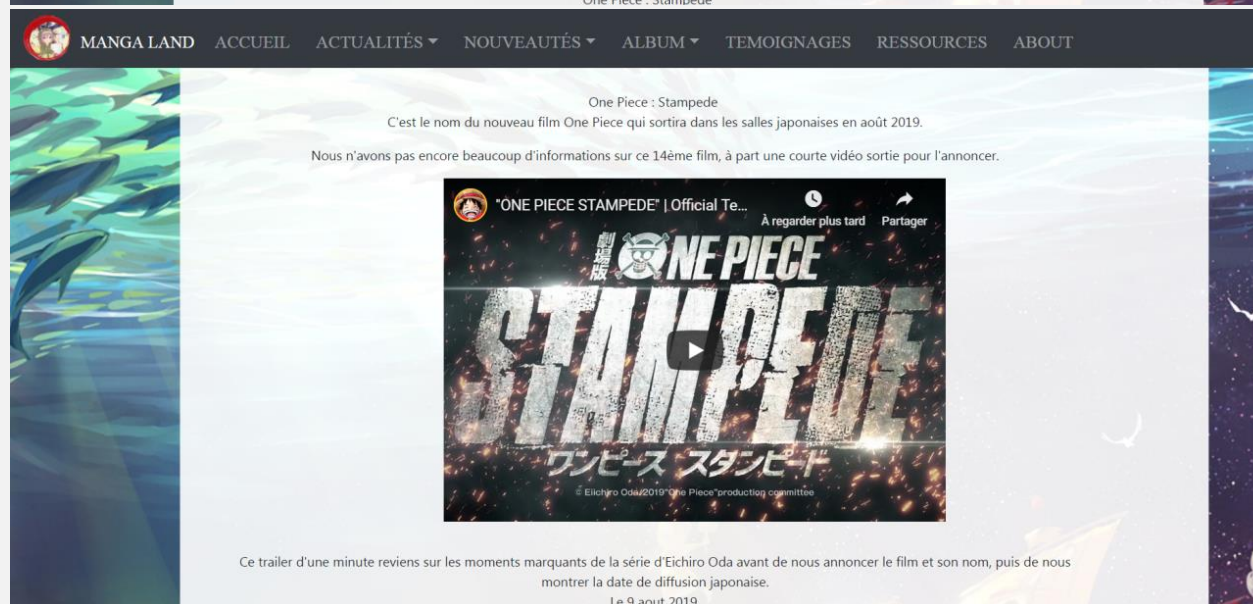 One Piece : Stampede
MANGA LAND ACCUEIL ACTUALITÉS NOUVEAUTÉS ALBUM TEMOIGNAGES RESSOURCES ABOUT
One Piece : Stampede
C'est le nom du nouveau film One Piece qui sortira dans les salles japonaises en août 2019.
Nous n'avons pas encore beaucoup d'informations sur ce 14ème film, à part une courte vidéo sortie pour l'annoncer.
"ONE PIECE STAMPEDE" | Official Te...
À regarder plus tard Partager
劇場版 ONE PIECE
STAMPEDE
ワンピース スタンピード
© Eiichiro Oda/2019"One Piece"production committee
Ce trailer d'une minute reviens sur les moments marquants de la série d'Eichiro Oda avant de nous annoncer le film et son nom, puis de nous
montrer la date de diffusion japonaise.
Le 9 aout 2019